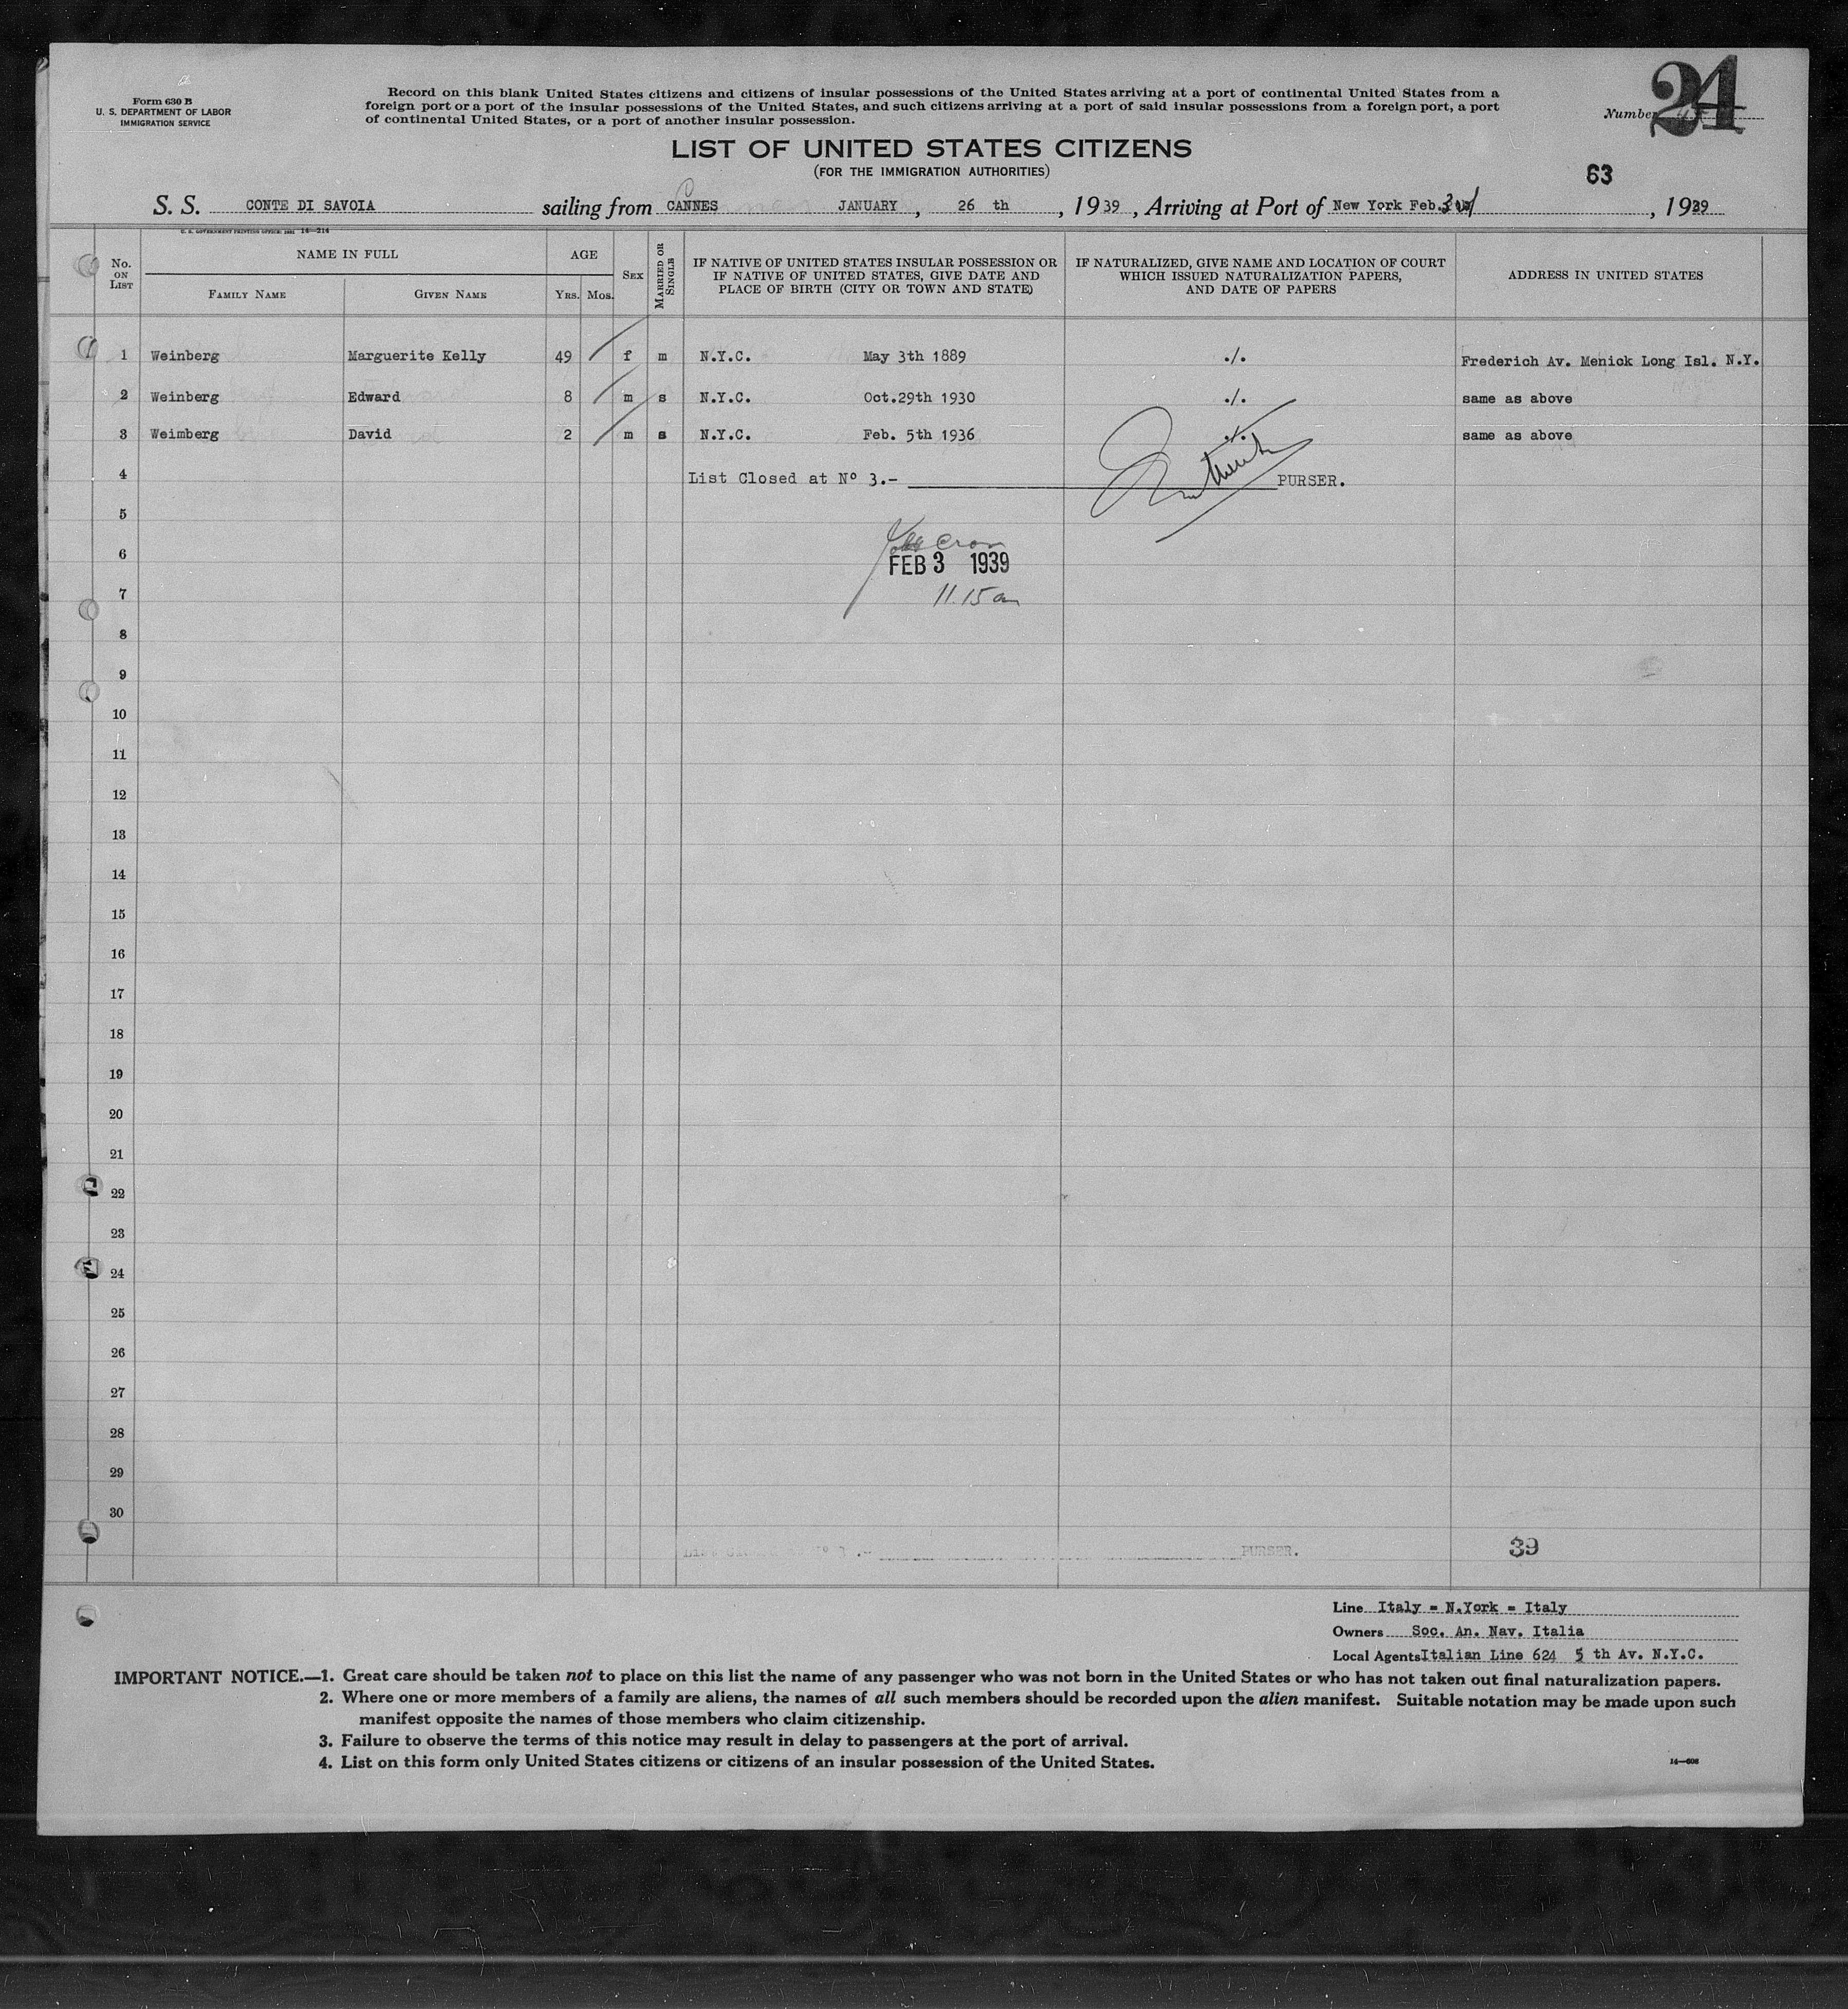 Form 630 B
U. S. DEPARTMENT OF LABOR
IMMIGRATION SERVICE
Record on this blank United States citizens and citizens of insular possessions of the United States arriving at a port of continental United States from a
foreign port or a port of the insular possessions of the United States, and such citizens arriving at a port of said insular possessions from a foreign port, a port
of continental United States, or a port of another insular possession.
Number 24
LIST OF UNITED STATES CITIZENS
(FOR THE IMMIGRATION AUTHORITIES)
63
S. S. CONTE DI SAVOIA sailing from CANNES JANUARY, 26 th, 1939, Arriving at Port of New York Feb. 3, 1939
U. S. GOVERNMENT PRINTING OFFICE: 14—214
No. ON LIST NAME IN FULL AGE SEX MARRIED OR SINGLE IF NATIVE OF UNITED STATES INSULAR POSSESSION OR IF NATIVE OF UNITED STATES, GIVE DATE AND PLACE OF BIRTH (CITY OR TOWN AND STATE) IF NATURALIZED, GIVE NAME AND LOCATION OF COURT WHICH ISSUED NATURALIZATION PAPERS, AND DATE OF PAPERS ADDRESS IN UNITED STATES
FAMILY NAME GIVEN NAME YRS. MOS.
1 Weinberg Marguerite Kelly 49 f m N.Y.C. May 3th 1889 ./. Frederich Av. Menick Long Isl. N.Y.
2 Weinberg Edward 8 m s N.Y.C. Oct.29th 1930 ./. same as above
3 Weimberg David 2 m s N.Y.C. Feb. 5th 1936 ./. same as above
4 List Closed at Nº 3.- PURSER.
5
6 FEB 3 1939
7 11.15 am
8
9
10
11
12
13
14
15
16
17
18
19
20
21
22
23
24
25
26
27
28
29
30
PURSER. 39
Line Italy = N.York = Italy
Owners Soc. An. Nav. Italia
Local Agents Italian Line 624 5 th Av. N.Y.C.
IMPORTANT NOTICE.—1. Great care should be taken not to place on this list the name of any passenger who was not born in the United States or who has not taken out final naturalization papers.
2. Where one or more members of a family are aliens, the names of all such members should be recorded upon the alien manifest. Suitable notation may be made upon such
manifest opposite the names of those members who claim citizenship.
3. Failure to observe the terms of this notice may result in delay to passengers at the port of arrival.
4. List on this form only United States citizens or citizens of an insular possession of the United States.
14—608